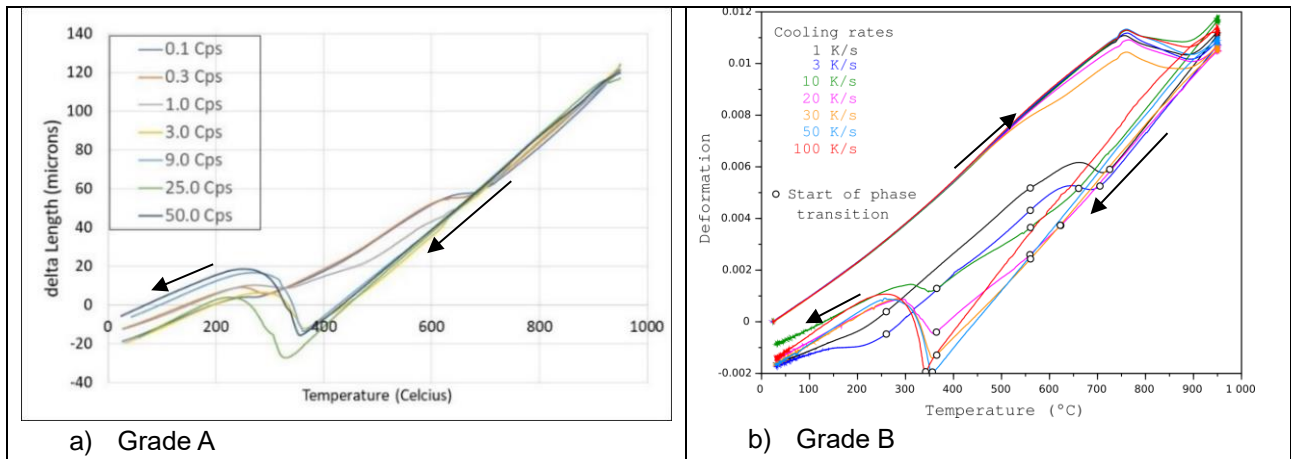 140
120
100
80
60
40
20
0
-20
-40
delta Length (microns)
0.1 Cps
0.3 Cps
1.0 Cps
3.0 Cps
9.0 Cps
25.0 Cps
50.0 Cps
0 200 400 600 800 1000
Temperature (Celcius)
a) Grade A
0.01
0.008
0.006
0.004
0.002
0
-0.002
Deformation
Cooling rates
1 K/s
3 K/s
10 K/s
20 K/s
30 K/s
50 K/s
100 K/s
Start of phase
transition
0 100 200 300 400 500 600 700 800 900 1 000
Temperature (°C)
b) Grade B